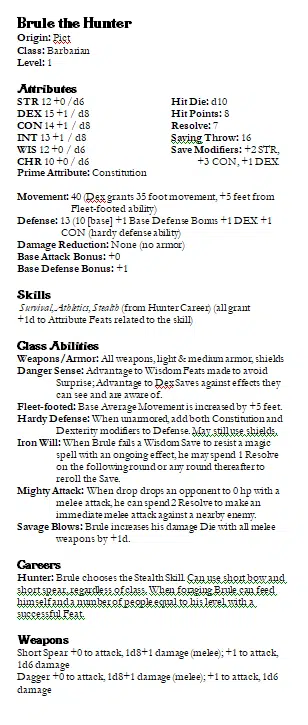 Brule the Hunter
Origin: Pict
Class: Barbarian
Level: 1
Attributes
STR 12 +0 /d6
DEX 15 +1 / d8
CON 14 +1 / d8
INT 13 +1 / d8
WIS 12 +0 / d6
CHR 10 +0 / d6
Prime Attribute: Constitution
Hit Die: d10
Hit Points: 8
Resolve: 7
Saving Throw: 16
Save Modifiers: +2 STR,
+3 CON, +1 DEX
Movement: 40 (Dex grants 35 foot movement, +5 feet from
Fleet-footed ability)
Defense: 13 (10 [base] +1 Base Defense Bonus +1 DEX +1
CON (hardy defense ability)
Damage Reduction: None (no armor)
Base Attack Bonus: +0
Base Defense Bonus: +1
Skills
Survival, Athletics, Stealth (from Hunter Career) (all grant
+1d to Attribute Feats related to the skill)
Class Abilities
Weapons/Armor: All weapons, light & medium armor, shields
Danger Sense: Advantage to Wisdom Feats made to avoid
Surprise; Advantage to Dex Saves against effects they
can see and are aware of.
Fleet-footed: Base Average Movement is increased by +5 feet.
Hardy Defense: When unarmored, add both Constitution and
Dexterity modifiers to Defense. May still use shields.
Iron Will: When Brule fails a Wisdom Save to resist a magic
spell with an ongoing effect, he may spend 1 Resolve
on the following round or any round thereafter to
reroll the Save.
Mighty Attack: When drop drops an opponent to 0 hp with a
melee attack, he can spend 2 Resolve to make an
immediate melee attack against a nearby enemy.
Savage Blows: Brule increases his damage Die with all melee
weapons by +1d.
Careers
Hunter: Brule chooses the Stealth Skill. Can use short bow and
short spear, regardless of class. When foraging Brule can feed
himself and a number of people equal to his level with a
successful Feat.
Weapons
Short Spear +0 to attack, 1d8+1 damage (melee); +1 to attack,
1d6 damage
Dagger +0 to attack, 1d8+1 damage (melee); +1 to attack, 1d6
damage